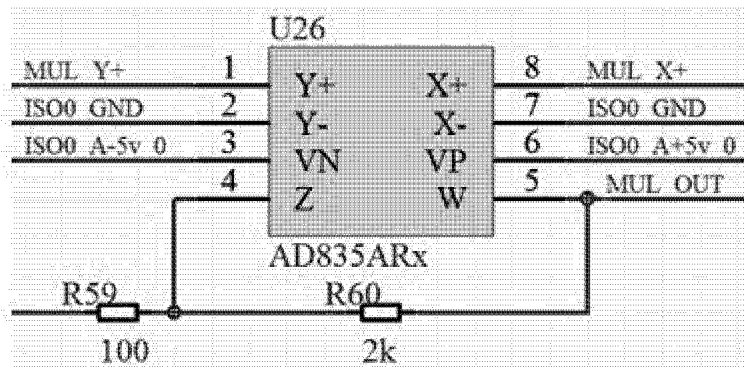 U26
MUL Y+ 1 Y+ X+ 8 MUL X+
ISO0 GND 2 Y- X- 7 ISO0 GND
ISO0 A-5v 0 3 VN VP 6 ISO0 A+5v 0
4 Z W 5 MUL OUT
AD835ARx
R59 R60
100 2k